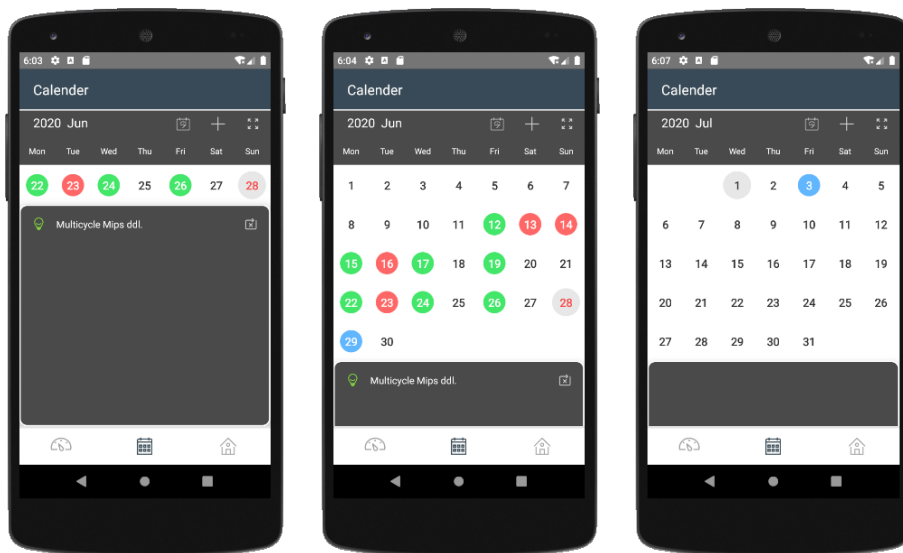 6:03
Calender
2020 Jun
Mon Tue Wed Thu Fri Sat Sun
22 23 24 25 26 27 28
Multicycle Mips ddl.
6:04
Calender
2020 Jun
Mon Tue Wed Thu Fri Sat Sun
1 2 3 4 5 6 7
8 9 10 11 12 13 14
15 16 17 18 19 20 21
22 23 24 25 26 27 28
29 30
Multicycle Mips ddl.
6:07
Calender
2020 Jul
Mon Tue Wed Thu Fri Sat Sun
1 2 3 4 5
6 7 8 9 10 11 12
13 14 15 16 17 18 19
20 21 22 23 24 25 26
27 28 29 30 31